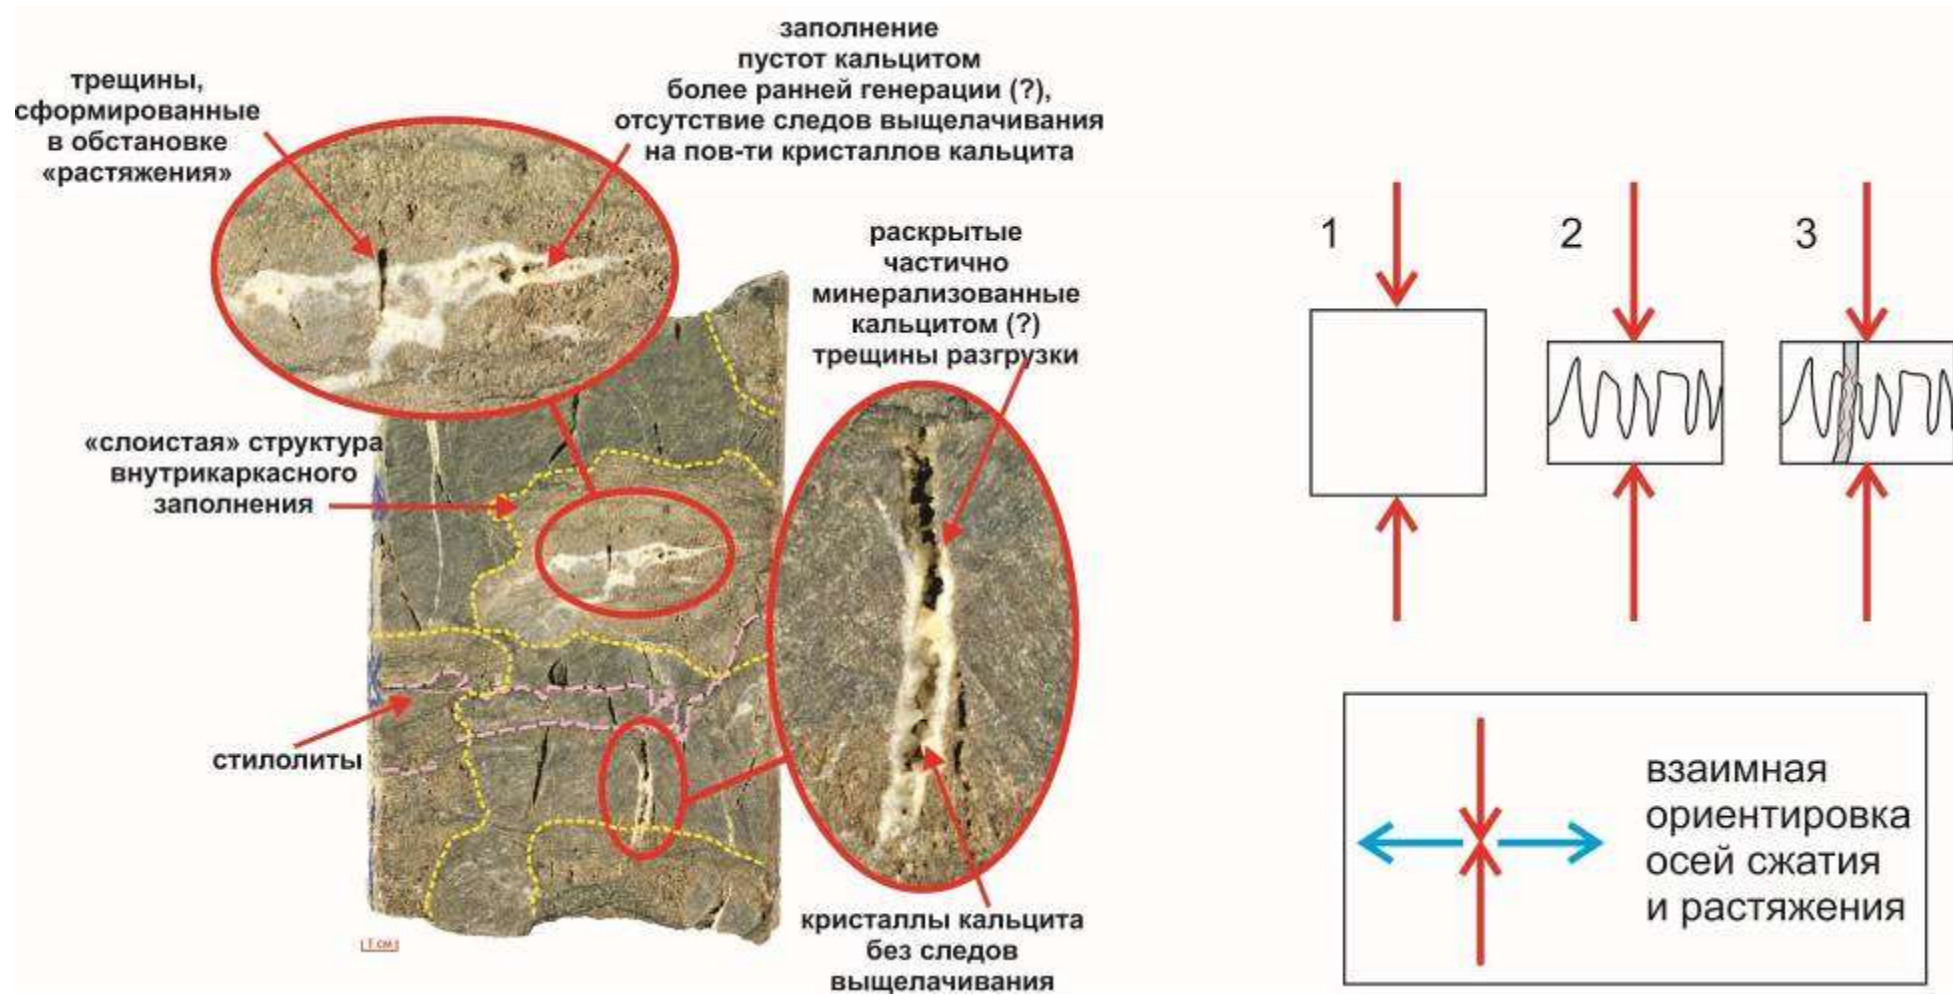 трещины,
сформированные
в обстановке
«растяжения»
заполнение
пустот кальцитом
более ранней генерации (?),
отсутствие следов выщелачивания
на пов-ти кристаллов кальцита
раскрытые
частично
минерализованные
кальцитом (?)
трещины разгрузки
«слоистая» структура
внутрикаркасного
заполнения
стилолиты
1 см
кристаллы кальцита
без следов
выщелачивания
1
2
3
взаимная
ориентировка
осей сжатия
и растяжения